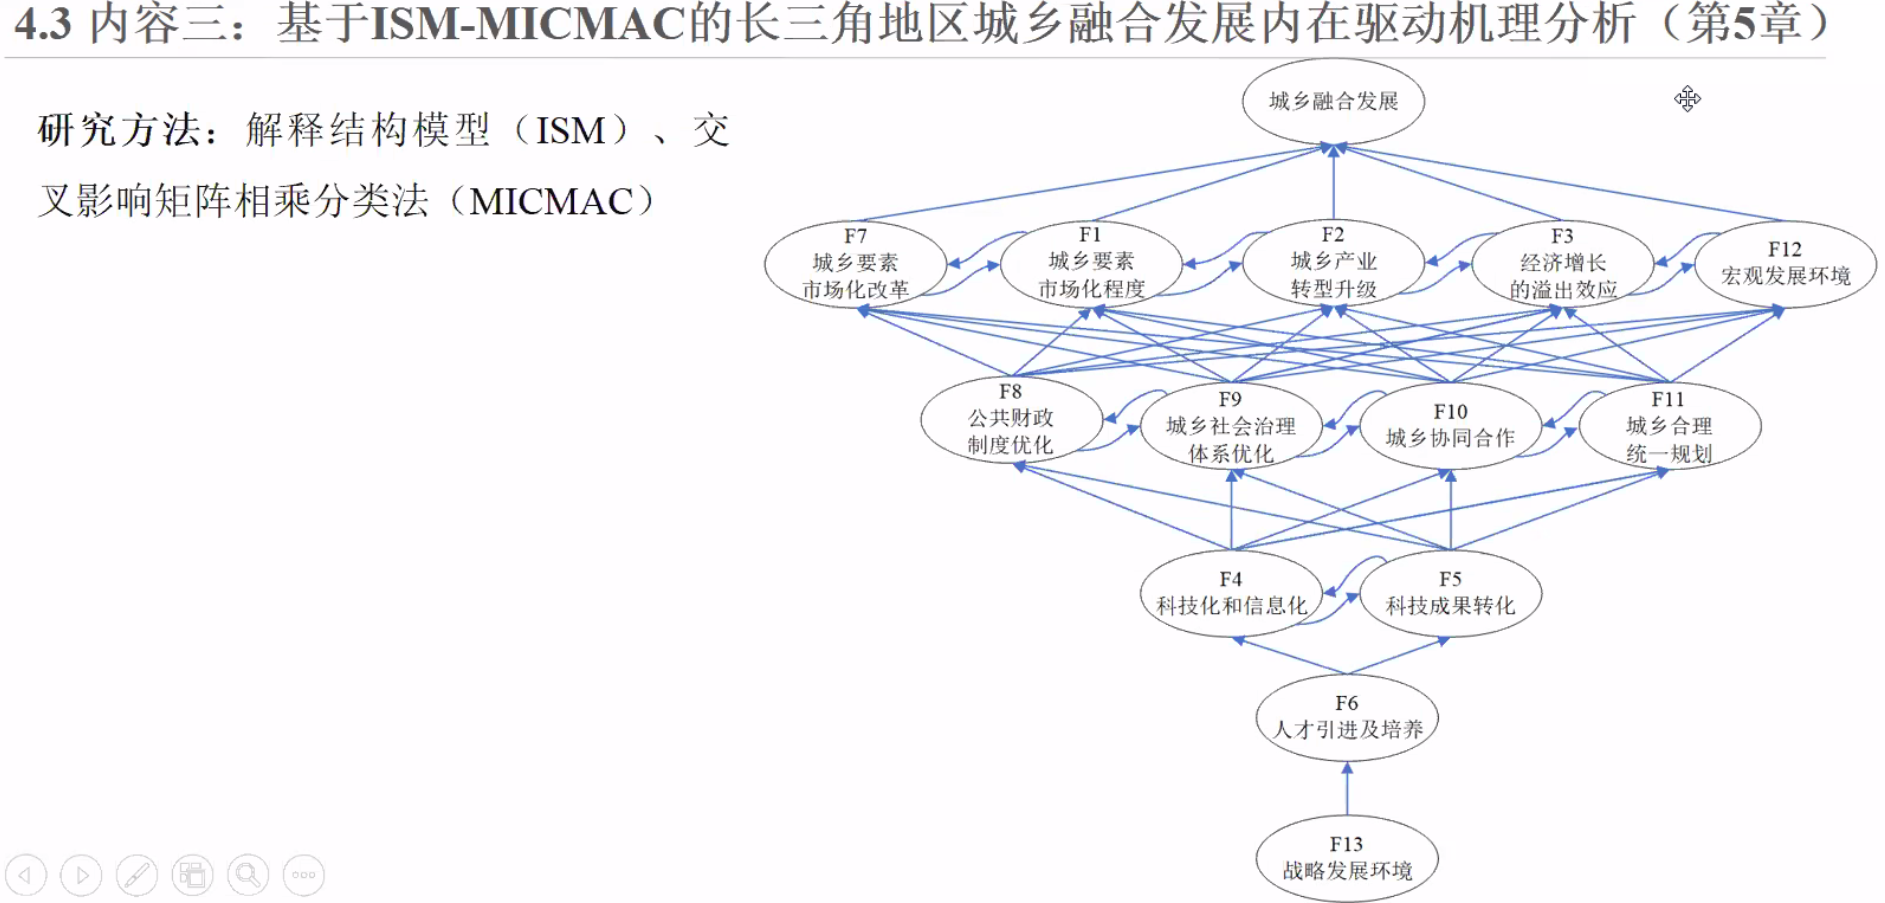 4.3 内容三：基于ISM-MICMAC的长三角地区城乡融合发展内在驱动机理分析（第5章）
研究方法：解释结构模型（ISM）、交
叉影响矩阵相乘分类法（MICMAC）
城乡融合发展
F7
城乡要素
市场化改革
F1
城乡要素
市场化程度
F2
城乡产业
转型升级
F3
经济增长
的溢出效应
F12
宏观发展环境
F8
公共财政
制度优化
F9
城乡社会治理
体系优化
F10
城乡协同合作
F11
城乡合理
统一规划
F4
科技化和信息化
F5
科技成果转化
F6
人才引进及培养
F13
战略发展环境